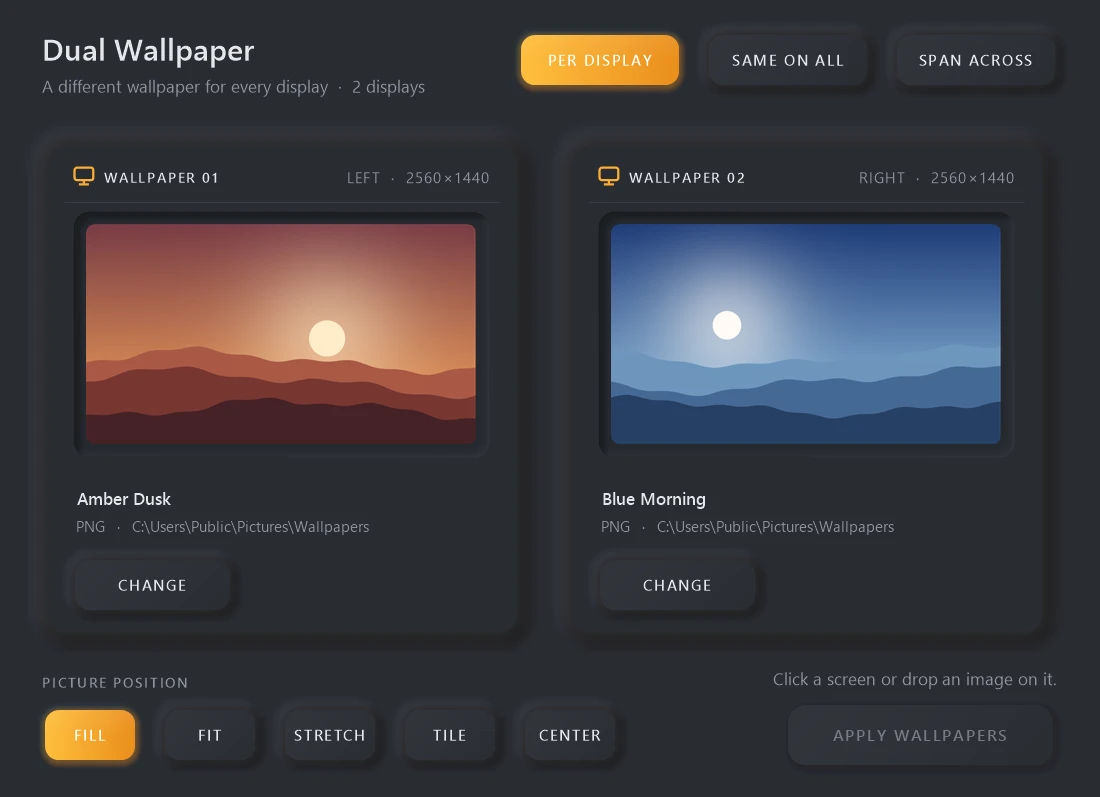 Dual Wallpaper
A different wallpaper for every display · 2 displays
PER DISPLAY
SAME ON ALL
SPAN ACROSS
WALLPAPER 01
LEFT · 2560×1440
WALLPAPER 02
RIGHT · 2560×1440
Amber Dusk
PNG · C:\Users\Public\Pictures\Wallpapers
CHANGE
Blue Morning
PNG · C:\Users\Public\Pictures\Wallpapers
CHANGE
PICTURE POSITION
FILL
FIT
STRETCH
TILE
CENTER
Click a screen or drop an image on it.
APPLY WALLPAPERS